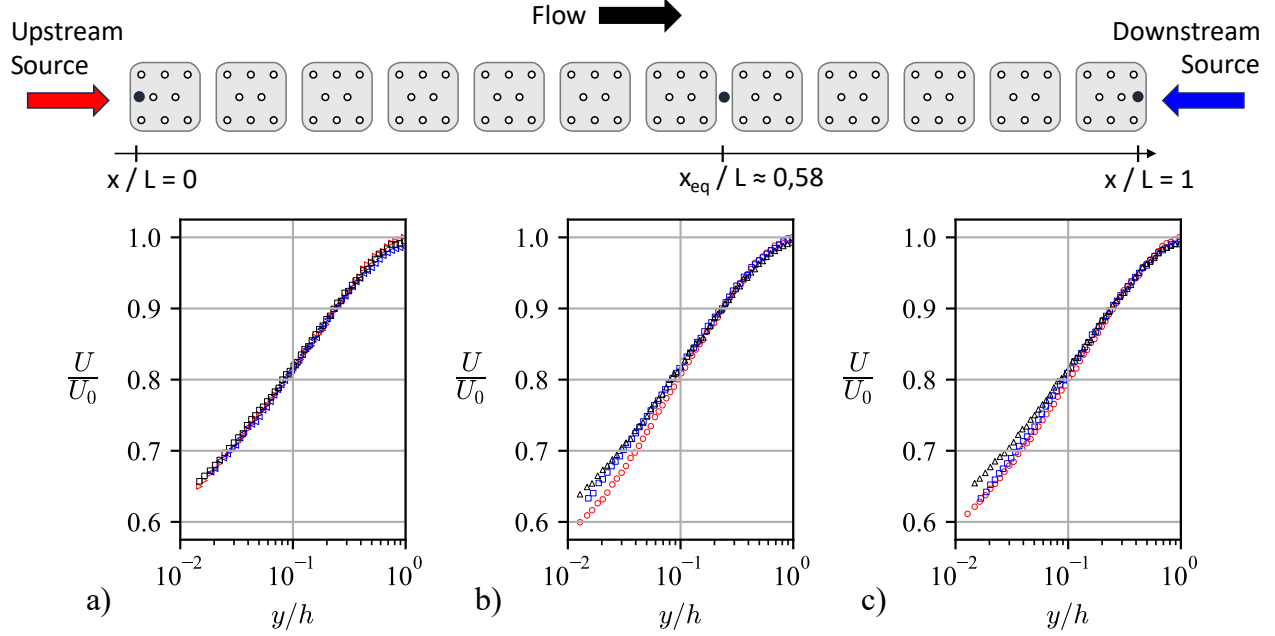 Flow
Upstream
Source
Downstream
Source
x / L = 0
x_eq / L ≈ 0,58
x / L = 1
1.0
0.9
0.8
0.7
0.6
U/U_0
10^-2
10^-1
10^0
y/h
a)
1.0
0.9
0.8
0.7
0.6
U/U_0
10^-2
10^-1
10^0
y/h
b)
1.0
0.9
0.8
0.7
0.6
U/U_0
10^-2
10^-1
10^0
y/h
c)